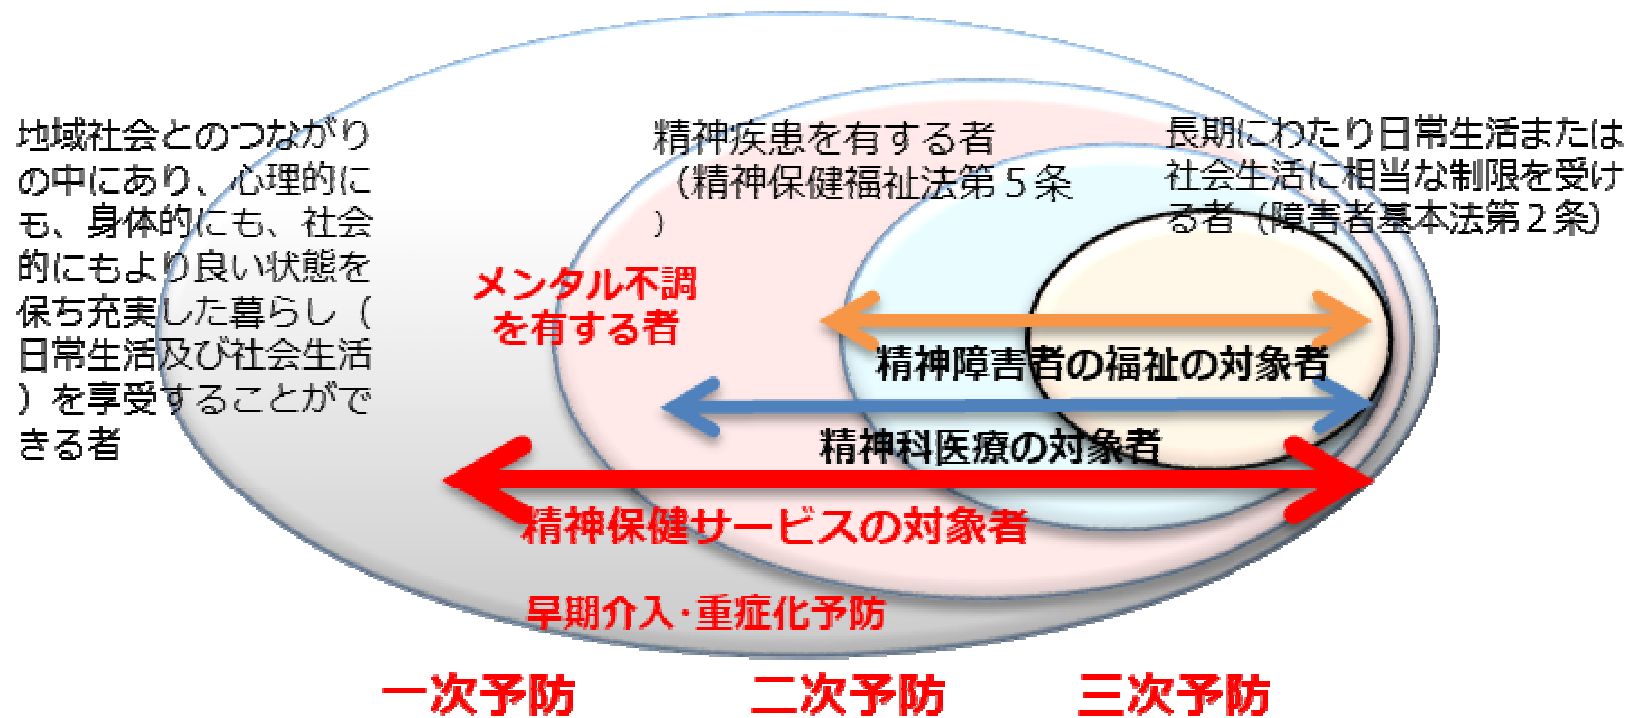 地域社会とのつながり
の中にあり、心理的に
も、身体的にも、社会
的にもより良い状態を
保ち充実した暮らし（
日常生活及び社会生活
）を享受することがで
きる者
精神疾患を有する者
（精神保健福祉法第５条
）
長期にわたり日常生活または
社会生活に相当な制限を受け
る者（障害者基本法第２条）
メンタル不調
を有する者
精神障害者の福祉の対象者
精神科医療の対象者
精神保健サービスの対象者
早期介入・重症化予防
一次予防
二次予防
三次予防